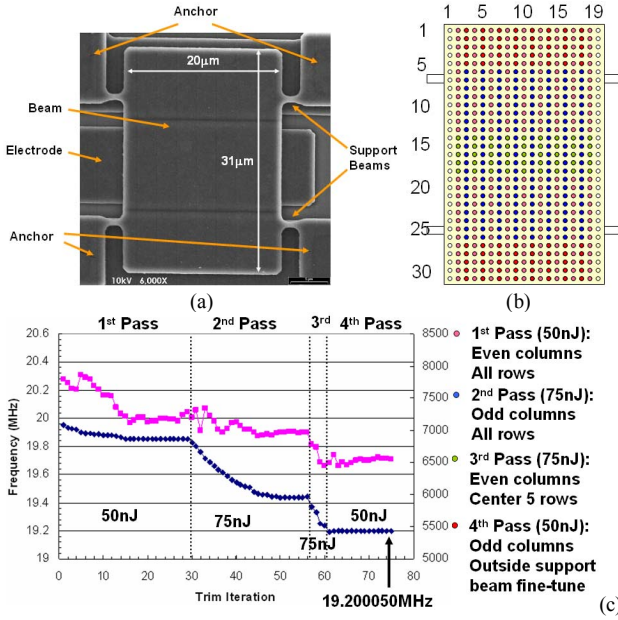 Anchor
20μm
Beam
Electrode
31μm
Support
Beams
Anchor
10kV 6,000X
(a)
1 5 10 15 19
1
5
10
15
20
25
30
(b)
1st Pass 2nd Pass 3rd 4th Pass
20.6
20.4
20.2
20
19.8
19.6
19.4
19.2
19
Frequency (MHz)
8500
8000
7500
7000
6500
6000
5500
5000
50nJ
75nJ
75nJ
50nJ
0 10 20 30 40 50 60 70 80
Trim Iteration
19.200050MHz
1st Pass (50nJ):
Even columns
All rows
2nd Pass (75nJ):
Odd columns
All rows
3rd Pass (75nJ):
Even columns
Center 5 rows
4th Pass (50nJ):
Odd columns
Outside support
beam fine-tune
(c)